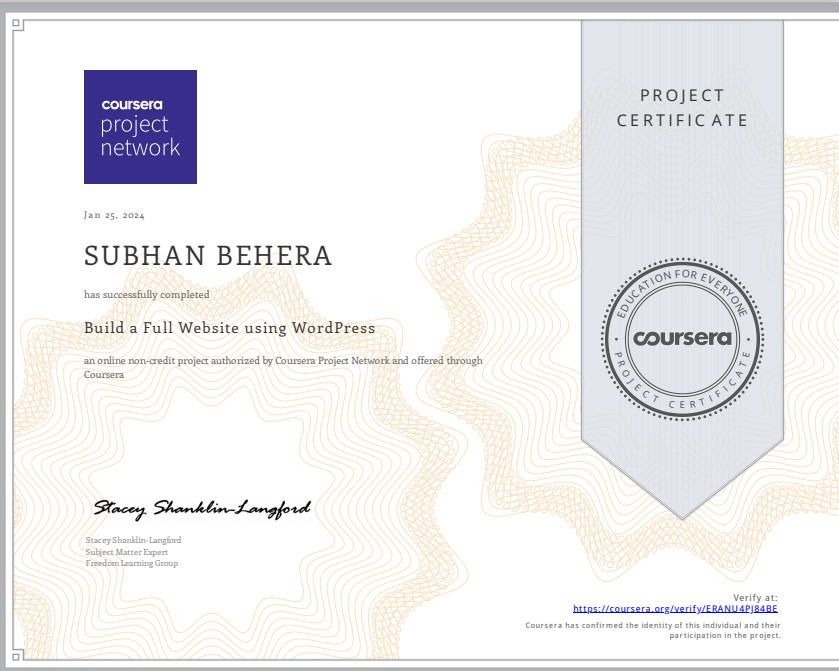 coursera
project
network
PROJECT
CERTIFICATE
Jan 25, 2024
SUBHAN BEHERA
has successfully completed
Build a Full Website using WordPress
an online non-credit project authorized by Coursera Project Network and offered through
Coursera
EDUCATION FOR EVERYONE
coursera
PROJECT CERTIFICATE
Stacey Shanklin-Langford
Stacey Shanklin-Langford
Subject Matter Expert
Freedom Learning Group
Verify at:
https://coursera.org/verify/ERANU4PJ84BE
Coursera has confirmed the identity of this individual and their
participation in the project.